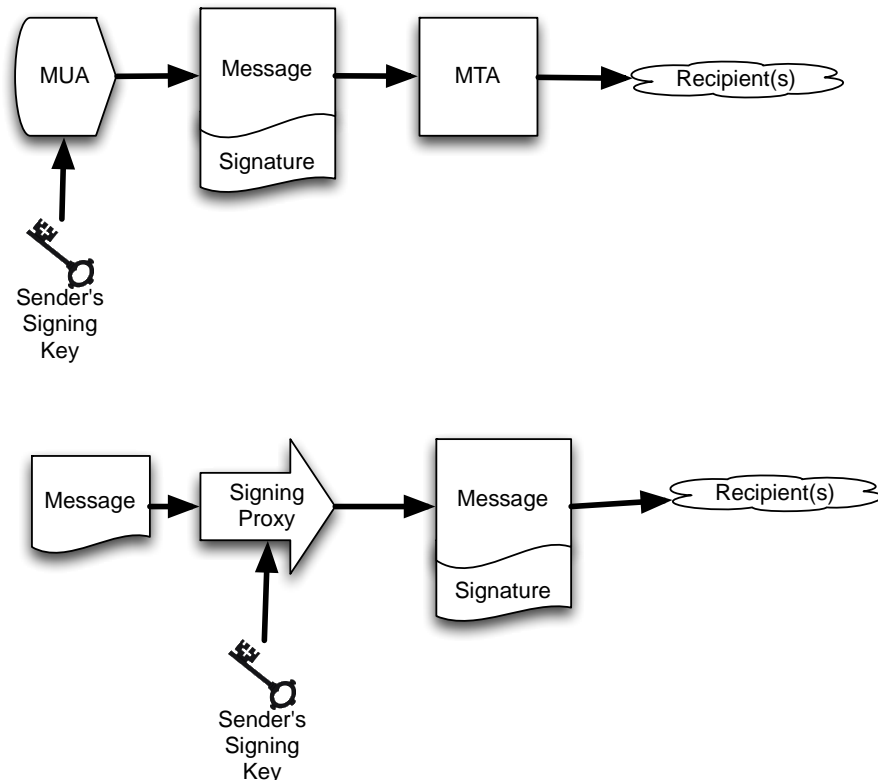 MUA
Message
Signature
MTA
Recipient(s)
Sender's
Signing
Key
Message
Signing
Proxy
Message
Signature
Recipient(s)
Sender's
Signing
Key